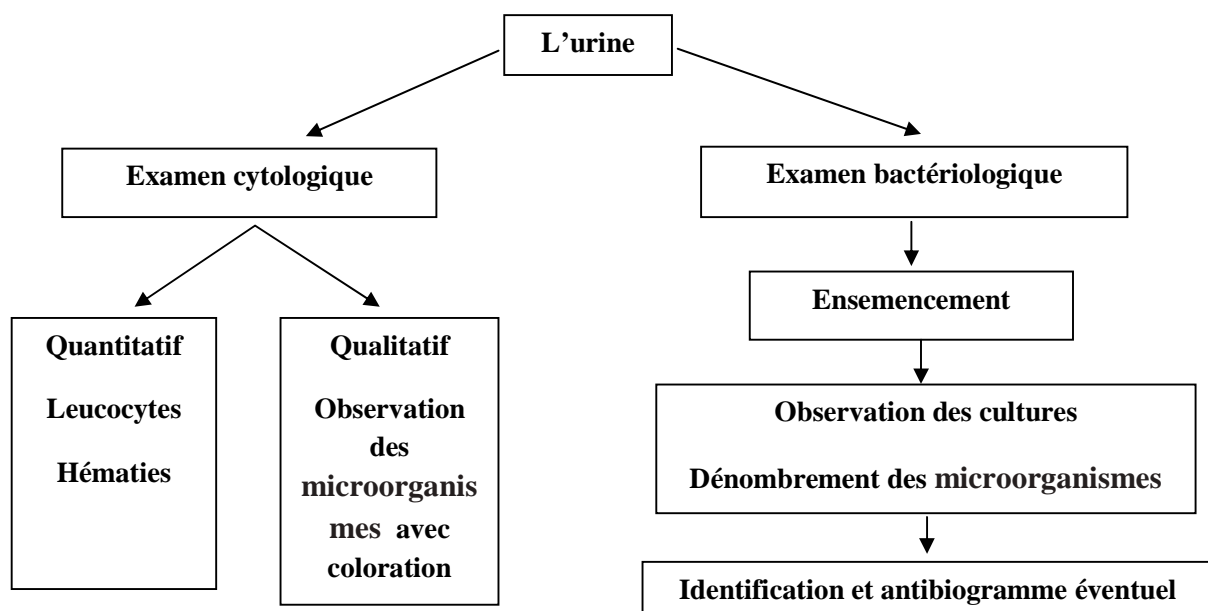 L'urine
Examen cytologique
Examen bactériologique
Ensemencement
Quantitatif
Leucocytes
Hématies
Qualitatif
Observation
des
microorganis
mes avec
coloration
Observation des cultures
Dénombrement des microorganismes
Identification et antibiogramme éventuel